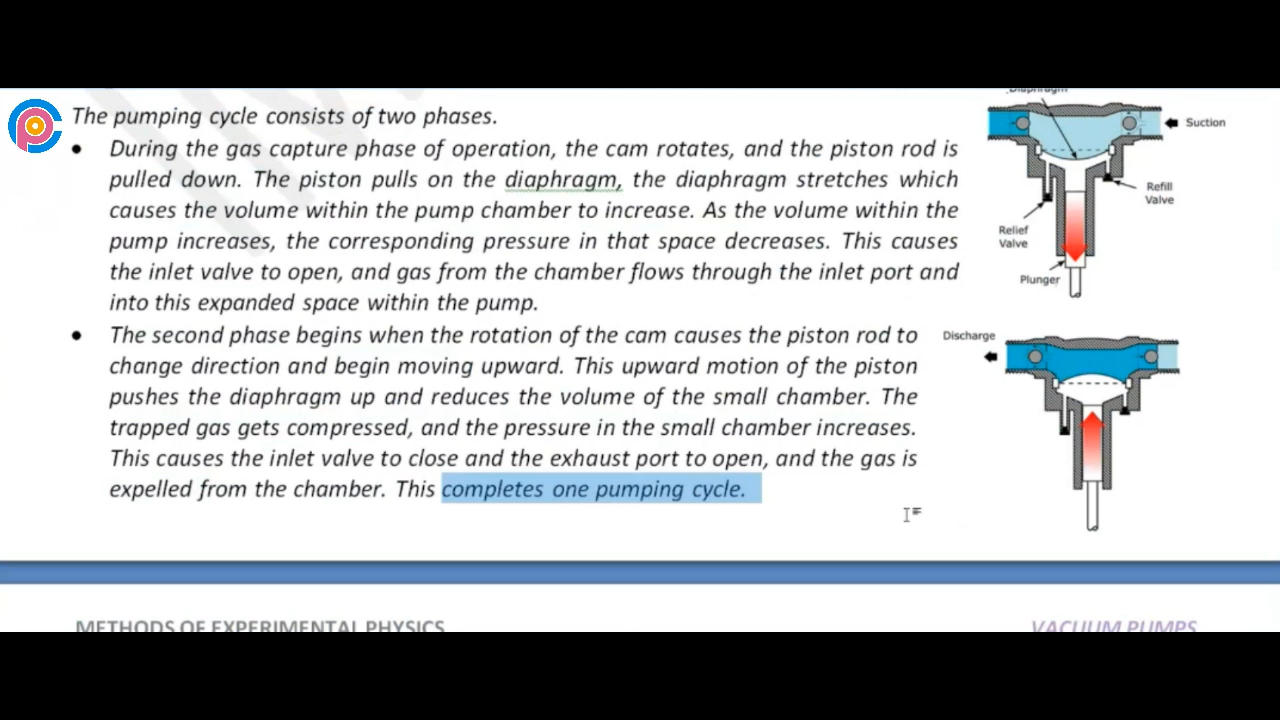 The pumping cycle consists of two phases.
• During the gas capture phase of operation, the cam rotates, and the piston rod is
pulled down. The piston pulls on the diaphragm, the diaphragm stretches which
causes the volume within the pump chamber to increase. As the volume within the
pump increases, the corresponding pressure in that space decreases. This causes
the inlet valve to open, and gas from the chamber flows through the inlet port and
into this expanded space within the pump.
• The second phase begins when the rotation of the cam causes the piston rod to
change direction and begin moving upward. This upward motion of the piston
pushes the diaphragm up and reduces the volume of the small chamber. The
trapped gas gets compressed, and the pressure in the small chamber increases.
This causes the inlet valve to close and the exhaust port to open, and the gas is
expelled from the chamber. This completes one pumping cycle.
Diaphragm
Suction
Refill
Valve
Relief
Valve
Plunger
Discharge
METHODS OF EXPERIMENTAL PHYSICS
VACUUM PUMPS